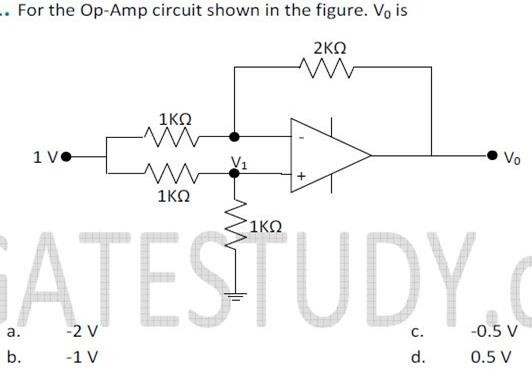 .. For the Op-Amp circuit shown in the figure. V₀ is
2KΩ
1KΩ
-
1 V
V₀
V₁
+
1KΩ
1KΩ
GATESTUDY.C
a. -2 V c. -0.5 V
b. -1 V d. 0.5 V